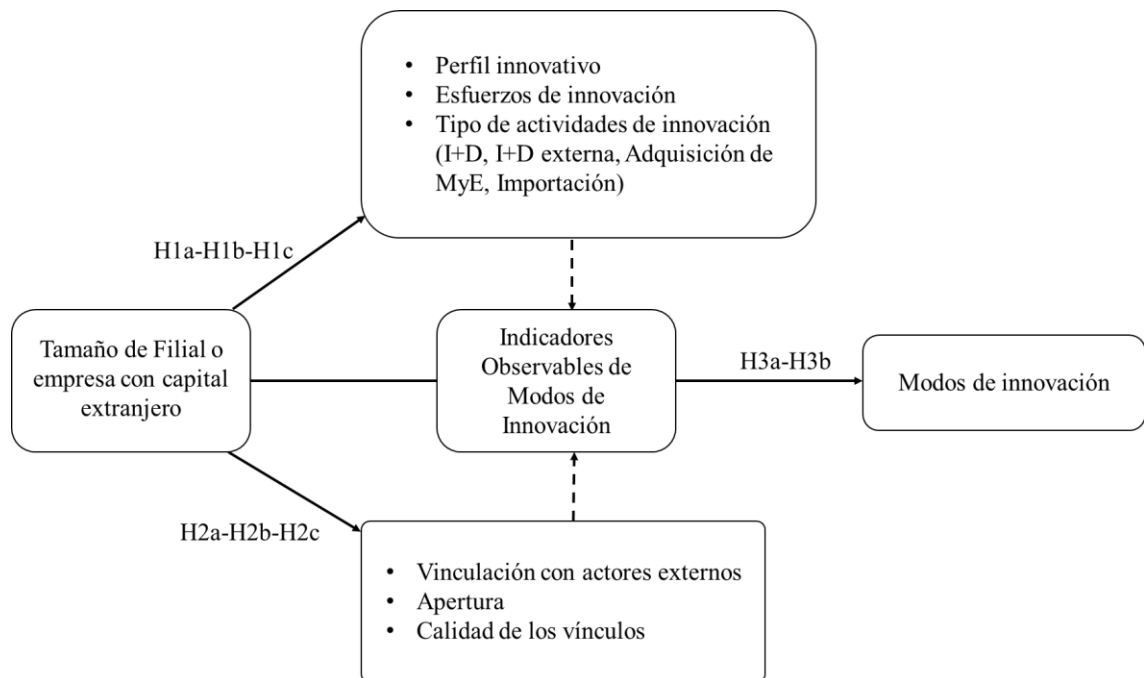 • Perfil innovativo
• Esfuerzos de innovación
• Tipo de actividades de innovación
(I+D, I+D externa, Adquisición de
MyE, Importación)
H1a-H1b-H1c
Tamaño de Filial o
empresa con capital
extranjero
Indicadores
Observables de
Modos de
Innovación
H3a-H3b
Modos de innovación
H2a-H2b-H2c
• Vinculación con actores externos
• Apertura
• Calidad de los vínculos